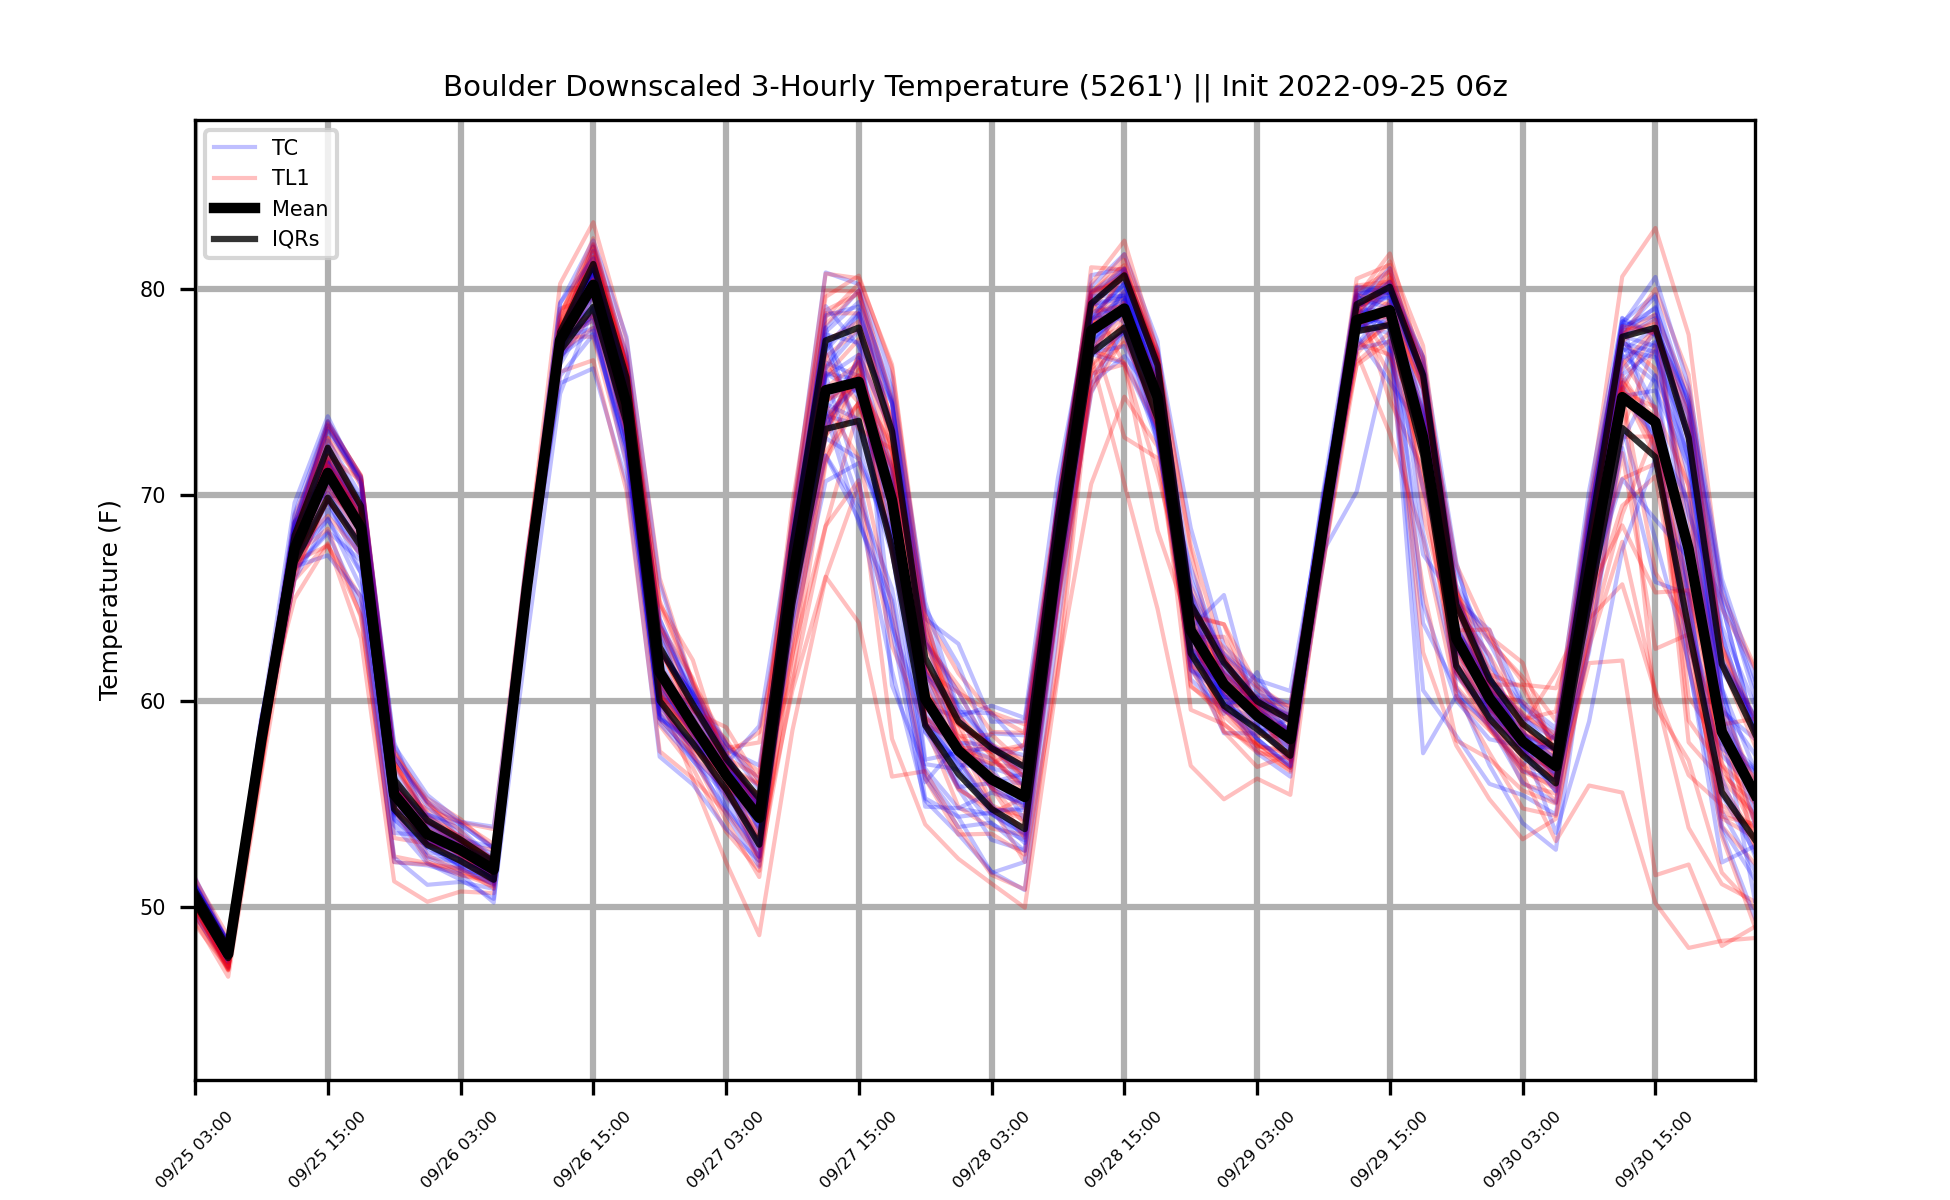 Boulder Downscaled 3-Hourly Temperature (5261') || Init 2022-09-25 06z
TC
TL1
Mean
IQRs
Temperature (F)
80
70
60
50
09/25 03:00
09/25 15:00
09/26 03:00
09/26 15:00
09/27 03:00
09/27 15:00
09/28 03:00
09/28 15:00
09/29 03:00
09/29 15:00
09/30 03:00
09/30 15:00